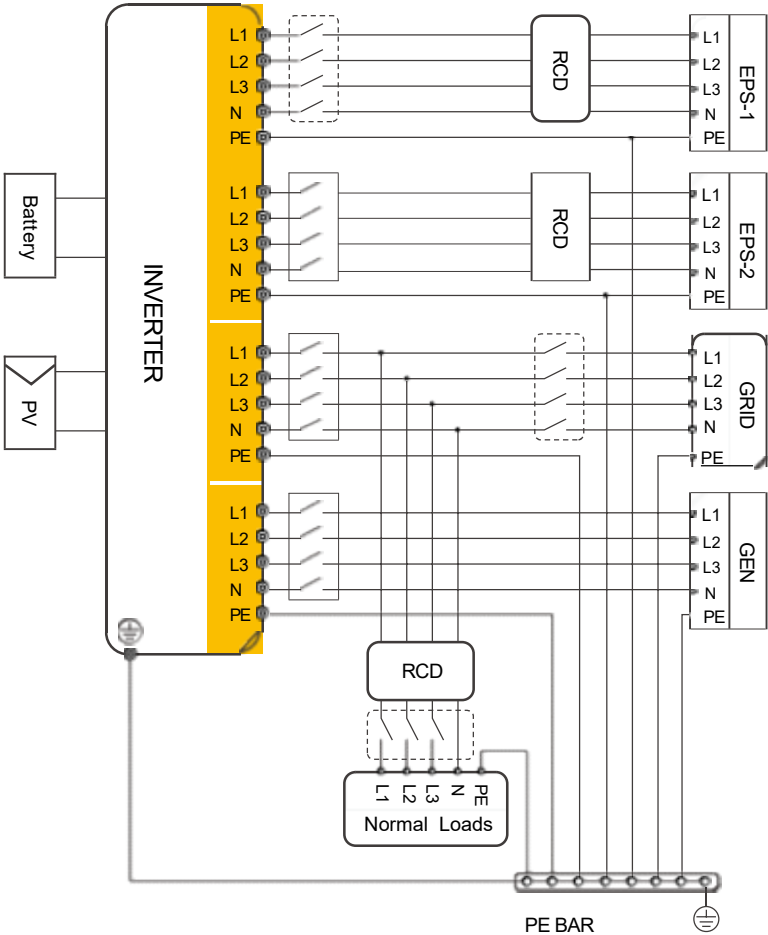 L1
L2
L3
N
PE
RCD
L1
L2
L3
N
PE
EPS-1
Battery
L1
L2
L3
N
PE
RCD
L1
L2
L3
N
PE
EPS-2
INVERTER
PV
L1
L2
L3
N
PE
L1
L2
L3
N
PE
GRID
L1
L2
L3
N
PE
L1
L2
L3
N
PE
GEN
RCD
L1 L2 L3 N PE
Normal Loads
PE BAR